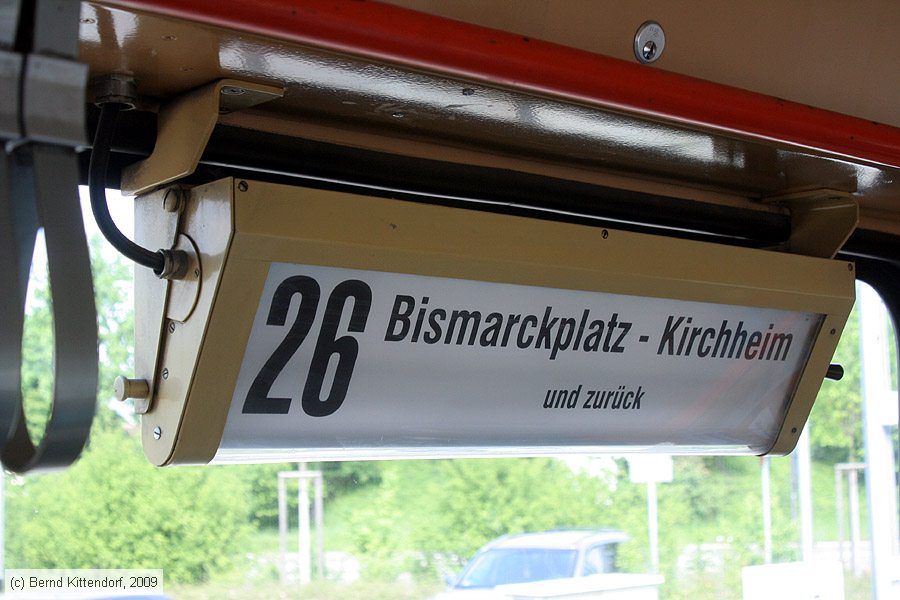 26 Bismarckplatz - Kirchheim
und zurück
(c) Bernd Kittendorf, 2009